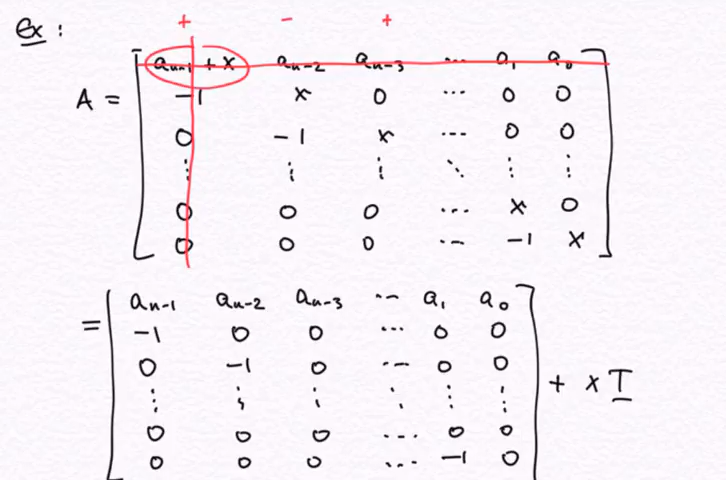 Ex :
+ - +
a_{n-1} + x a_{n-2} a_{n-3} ... a_1 a_0
A = -1 x 0 ... 0 0
0 -1 x ... 0 0
⋮ ⋮ ⋮ ⋱ ⋮ ⋮
0 0 0 ... x 0
0 0 0 ... -1 x
a_{n-1} a_{n-2} a_{n-3} ... a_1 a_0
= -1 0 0 ... 0 0
0 -1 0 ... 0 0 + x I
⋮ ⋮ ⋮ ⋱ ⋮ ⋮
0 0 0 ... 0 0
0 0 0 ... -1 0